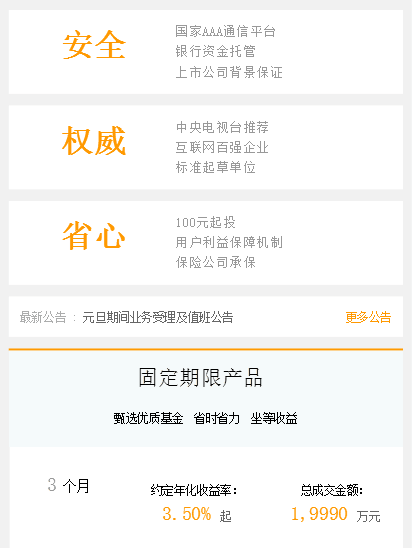 安全
国家AAA通信平台
银行资金托管
上市公司背景保证
权威
中央电视台推荐
互联网百强企业
标准起草单位
省心
100元起投
用户利益保障机制
保险公司承保
最新公告 : 元旦期间业务受理及值班公告 更多公告
固定期限产品
甄选优质基金 省时省力 坐等收益
3 个月
约定年化收益率: 总成交金额:
3.50% 起 1,9990 万元